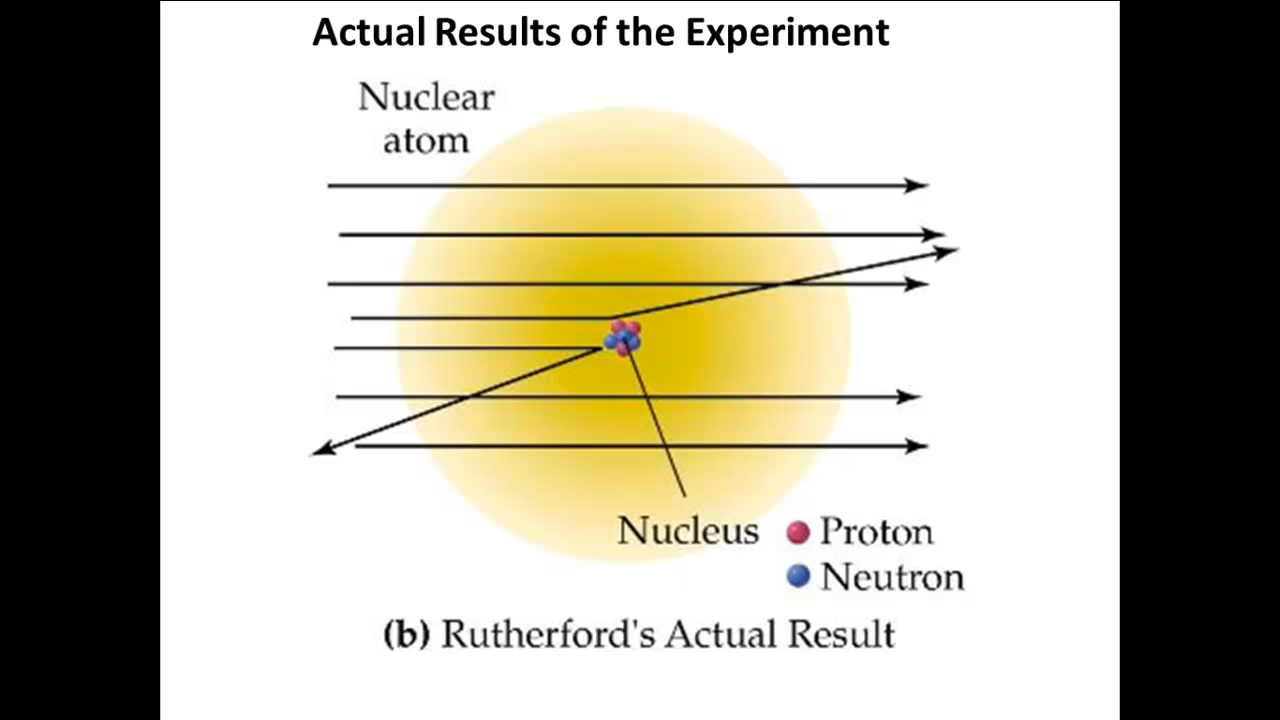 Actual Results of the Experiment
Nuclear
atom
Nucleus
Proton
Neutron
(b) Rutherford's Actual Result